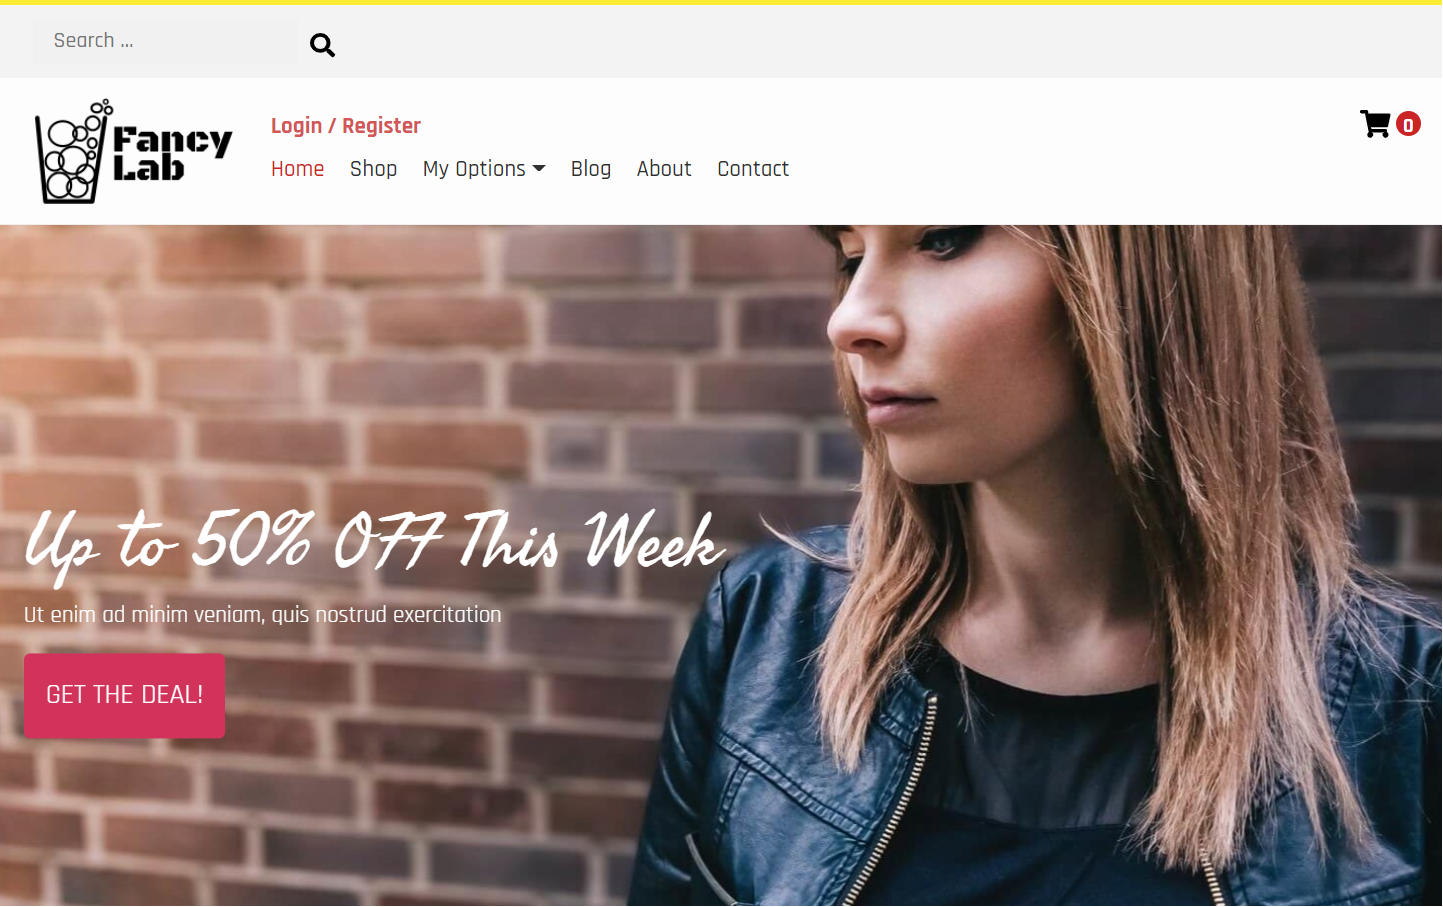 Search ...
Fancy
Lab
Login / Register
0
Home Shop My Options Blog About Contact
Up to 50% OFF This Week
Ut enim ad minim veniam, quis nostrud exercitation
GET THE DEAL!